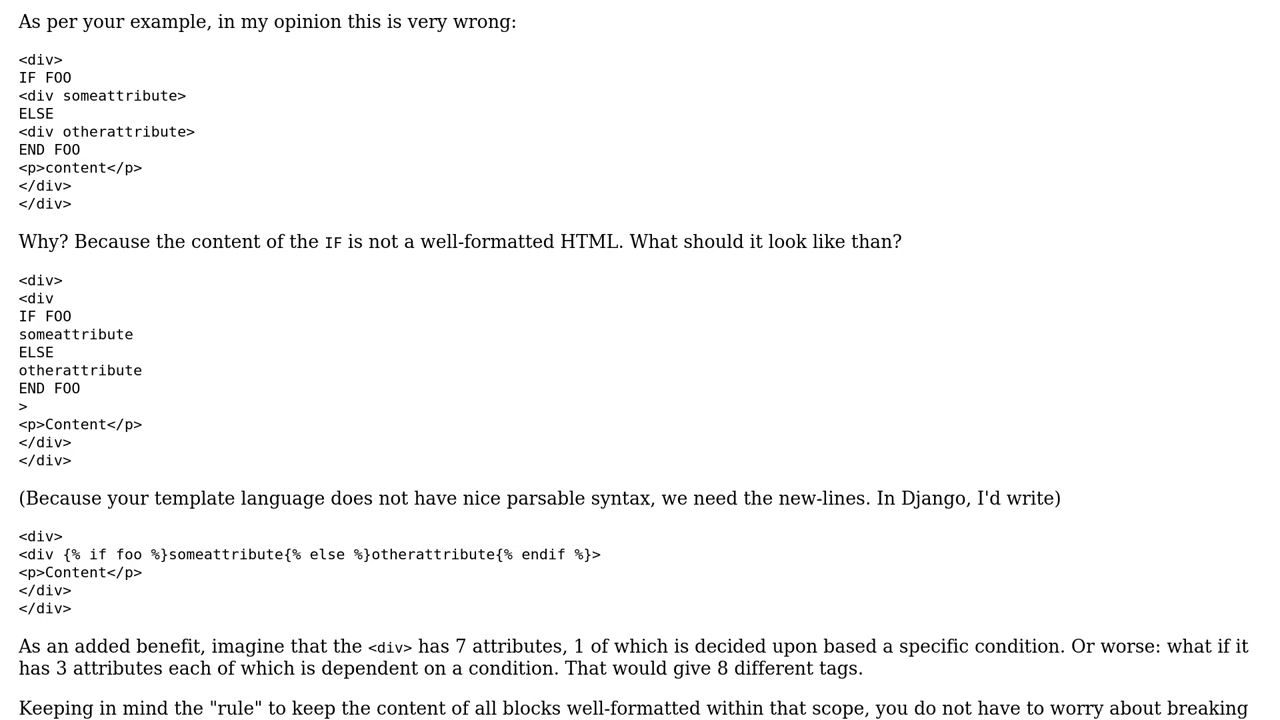 As per your example, in my opinion this is very wrong:
<div>
IF FOO
<div someattribute>
ELSE
<div otherattribute>
END FOO
<p>content</p>
</div>
</div>
Why? Because the content of the IF is not a well-formatted HTML. What should it look like than?
<div>
<div
IF FOO
someattribute
ELSE
otherattribute
END FOO
>
<p>Content</p>
</div>
</div>
(Because your template language does not have nice parsable syntax, we need the new-lines. In Django, I'd write)
<div>
<div {% if foo %}someattribute{% else %}otherattribute{% endif %}>
<p>Content</p>
</div>
</div>
As an added benefit, imagine that the <div> has 7 attributes, 1 of which is decided upon based a specific condition. Or worse: what if it
has 3 attributes each of which is dependent on a condition. That would give 8 different tags.
Keeping in mind the "rule" to keep the content of all blocks well-formatted within that scope, you do not have to worry about breaking